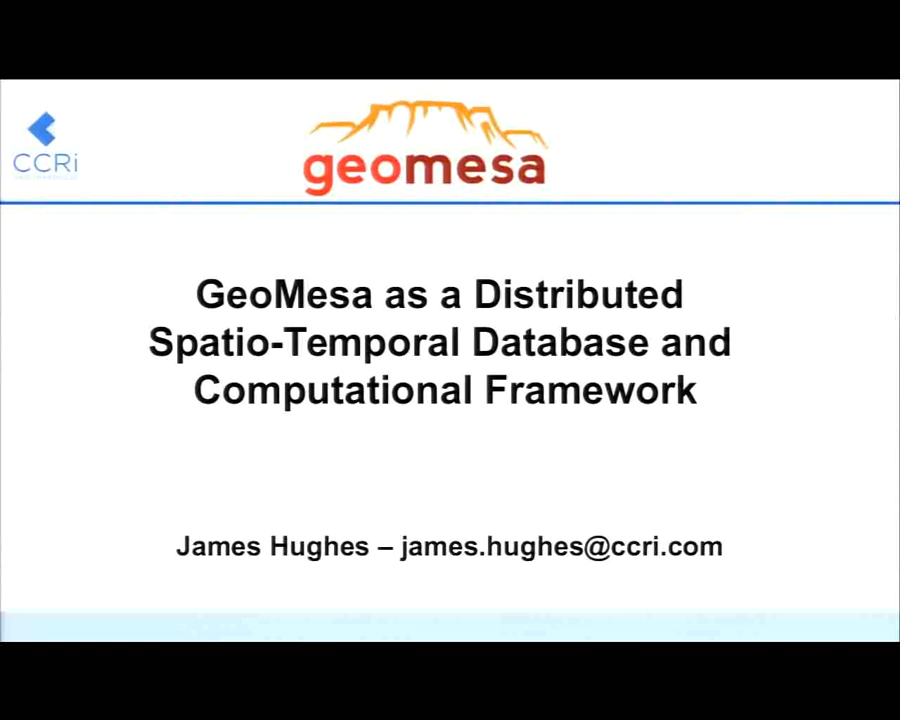 CCRi
geomesa
GeoMesa as a Distributed
Spatio-Temporal Database and
Computational Framework
James Hughes – james.hughes@ccri.com